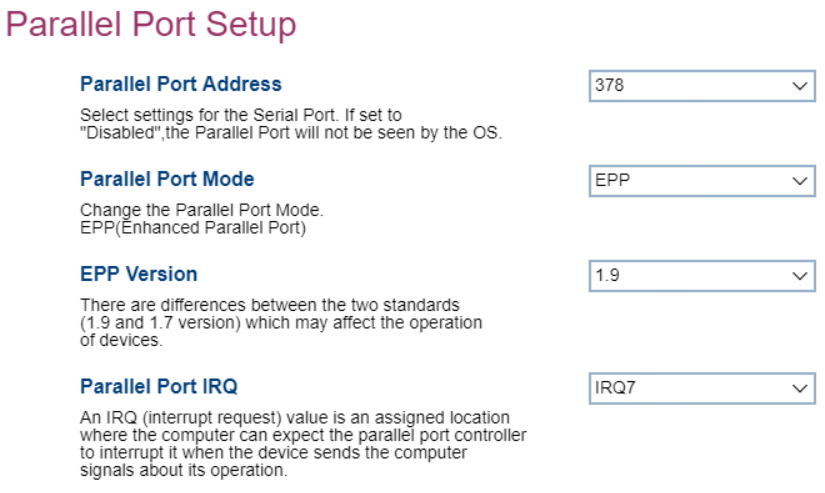 Parallel Port Setup
Parallel Port Address
378
Select settings for the Serial Port. If set to
"Disabled",the Parallel Port will not be seen by the OS.
Parallel Port Mode
EPP
Change the Parallel Port Mode.
EPP(Enhanced Parallel Port)
EPP Version
1.9
There are differences between the two standards
(1.9 and 1.7 version) which may affect the operation
of devices.
Parallel Port IRQ
IRQ7
An IRQ (interrupt request) value is an assigned location
where the computer can expect the parallel port controller
to interrupt it when the device sends the computer
signals about its operation.